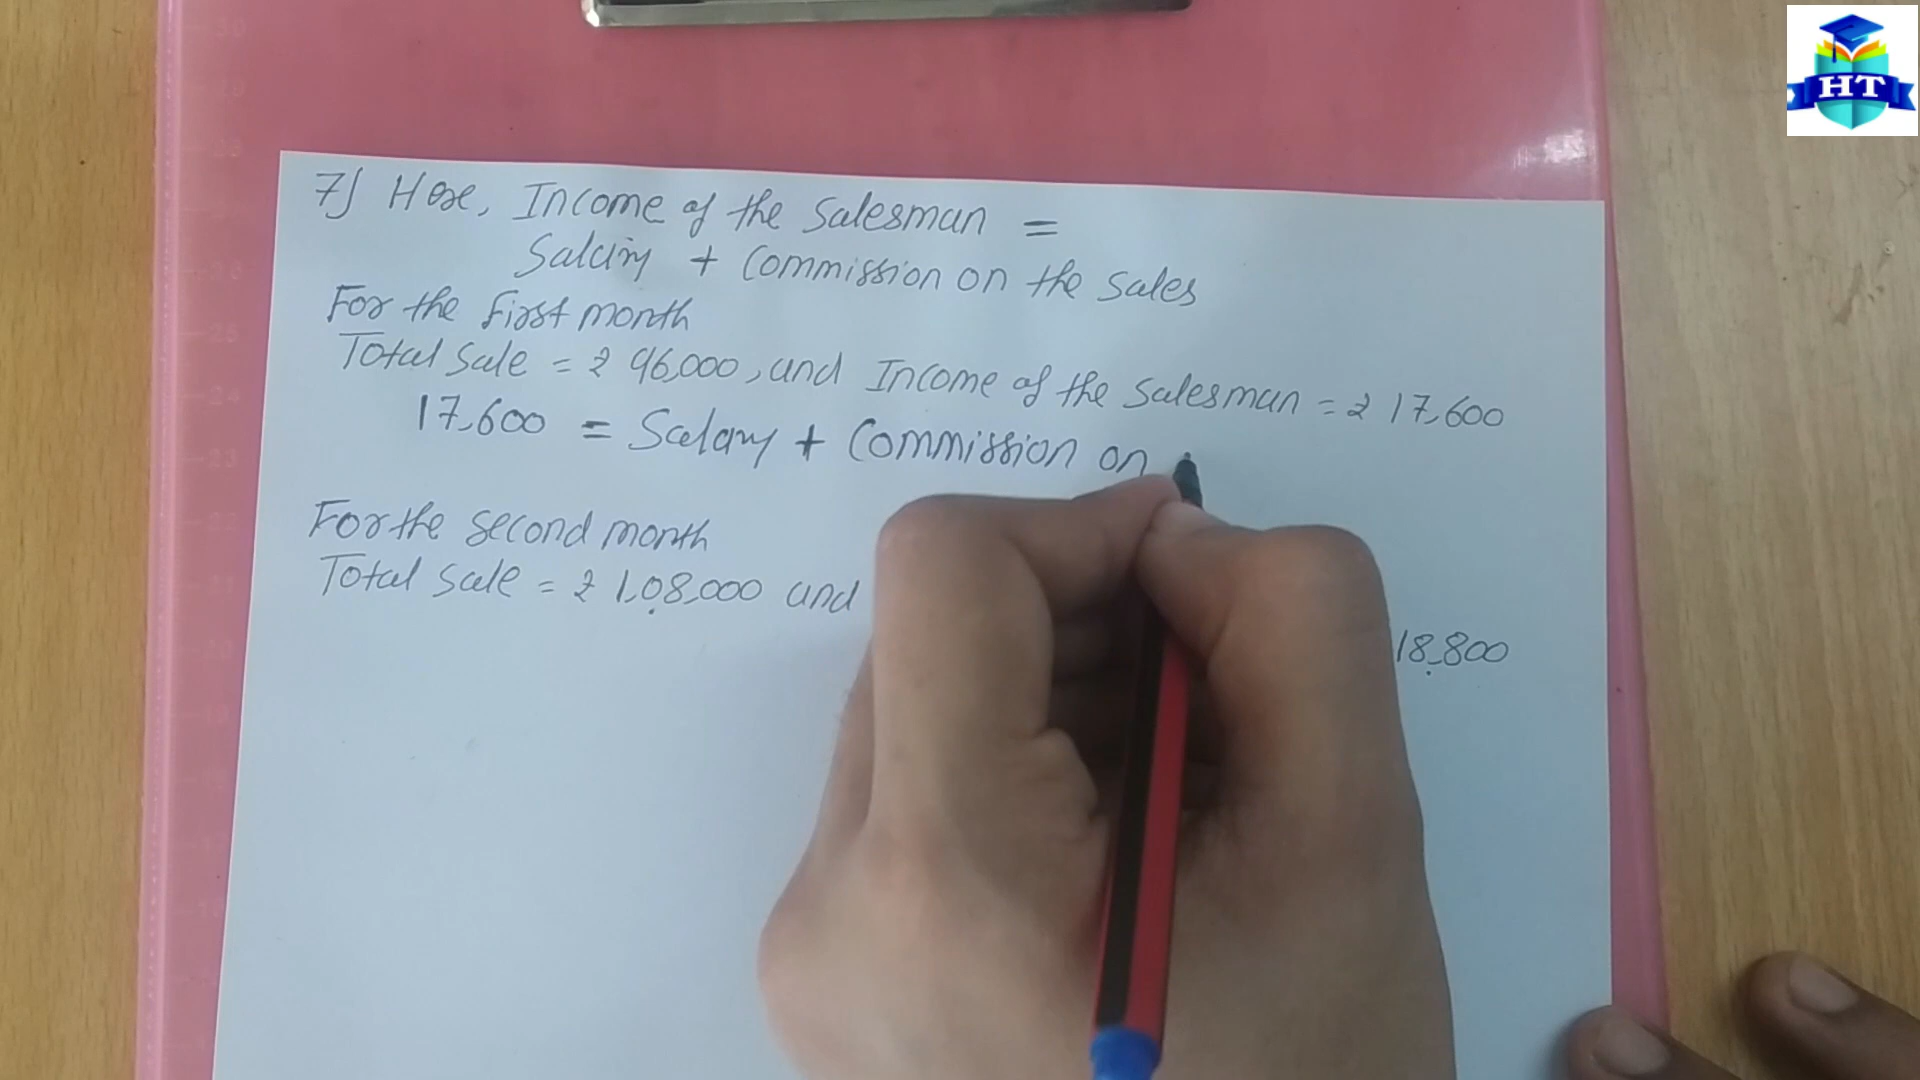 7) Here, Income of the Salesman =
Salary + Commission on the Sales
For the first month
Total Sale = ₹ 96,000, and Income of the Salesman = ₹ 17,600
17,600 = Salary + Commission on
For the second month
Total Sale = ₹ 1,08,000 and
18,800
HT